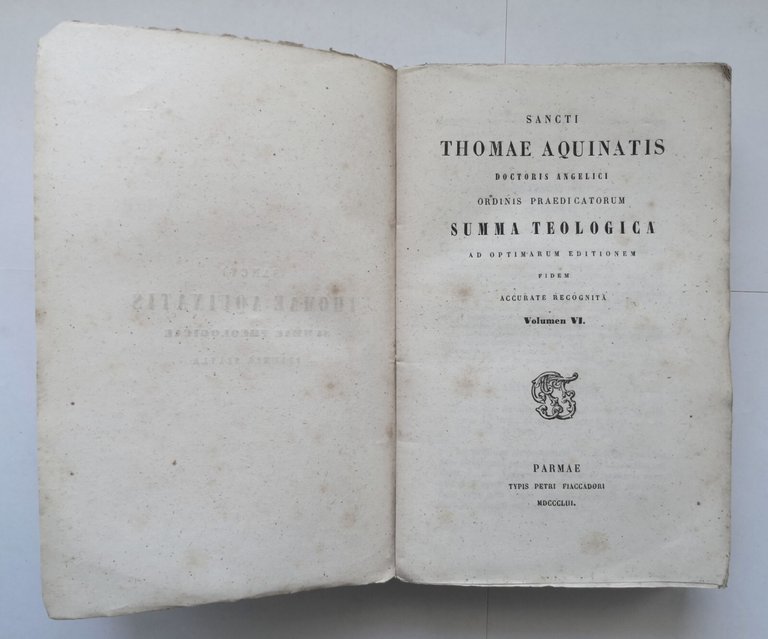 SANCTI
THOMAE AQUINATIS
DOCTORIS ANGELICI
ORDINIS PRAEDICATORUM
SUMMA TEOLOGICA
AD OPTIMARUM EDITIONEM
FIDEM
ACCURATE RECOGNITA
Volumen VI.
PARMAE
TYPIS PETRI FIACCADORI
MDCCCLIII.